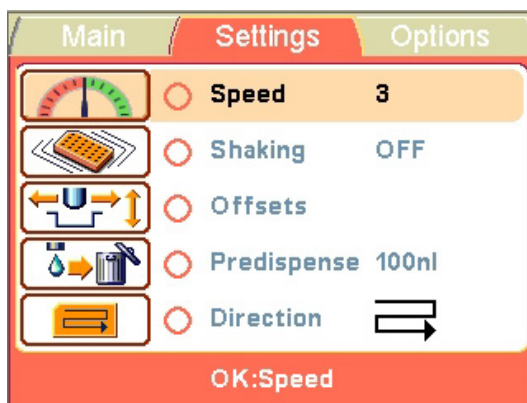 Main Settings Options
Speed 3
Shaking OFF
Offsets
Predispense 100nl
Direction
OK:Speed